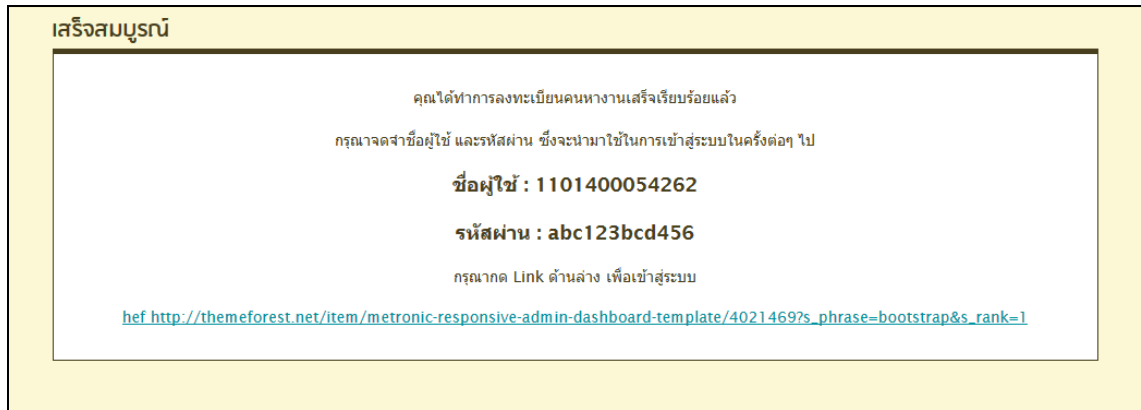 เสร็จสมบูรณ์
คุณได้ทำการลงทะเบียนคนหางานเสร็จเรียบร้อยแล้ว
กรุณาจดจำชื่อผู้ใช้ และรหัสผ่าน ซึ่งจะนำมาใช้ในการเข้าสู่ระบบในครั้งต่อๆ ไป
ชื่อผู้ใช้ : 1101400054262
รหัสผ่าน : abc123bcd456
กรุณากด Link ด้านล่าง เพื่อเข้าสู่ระบบ
hef http://themeforest.net/item/metronic-responsive-admin-dashboard-template/4021469?s_phrase=bootstrap&s_rank=1